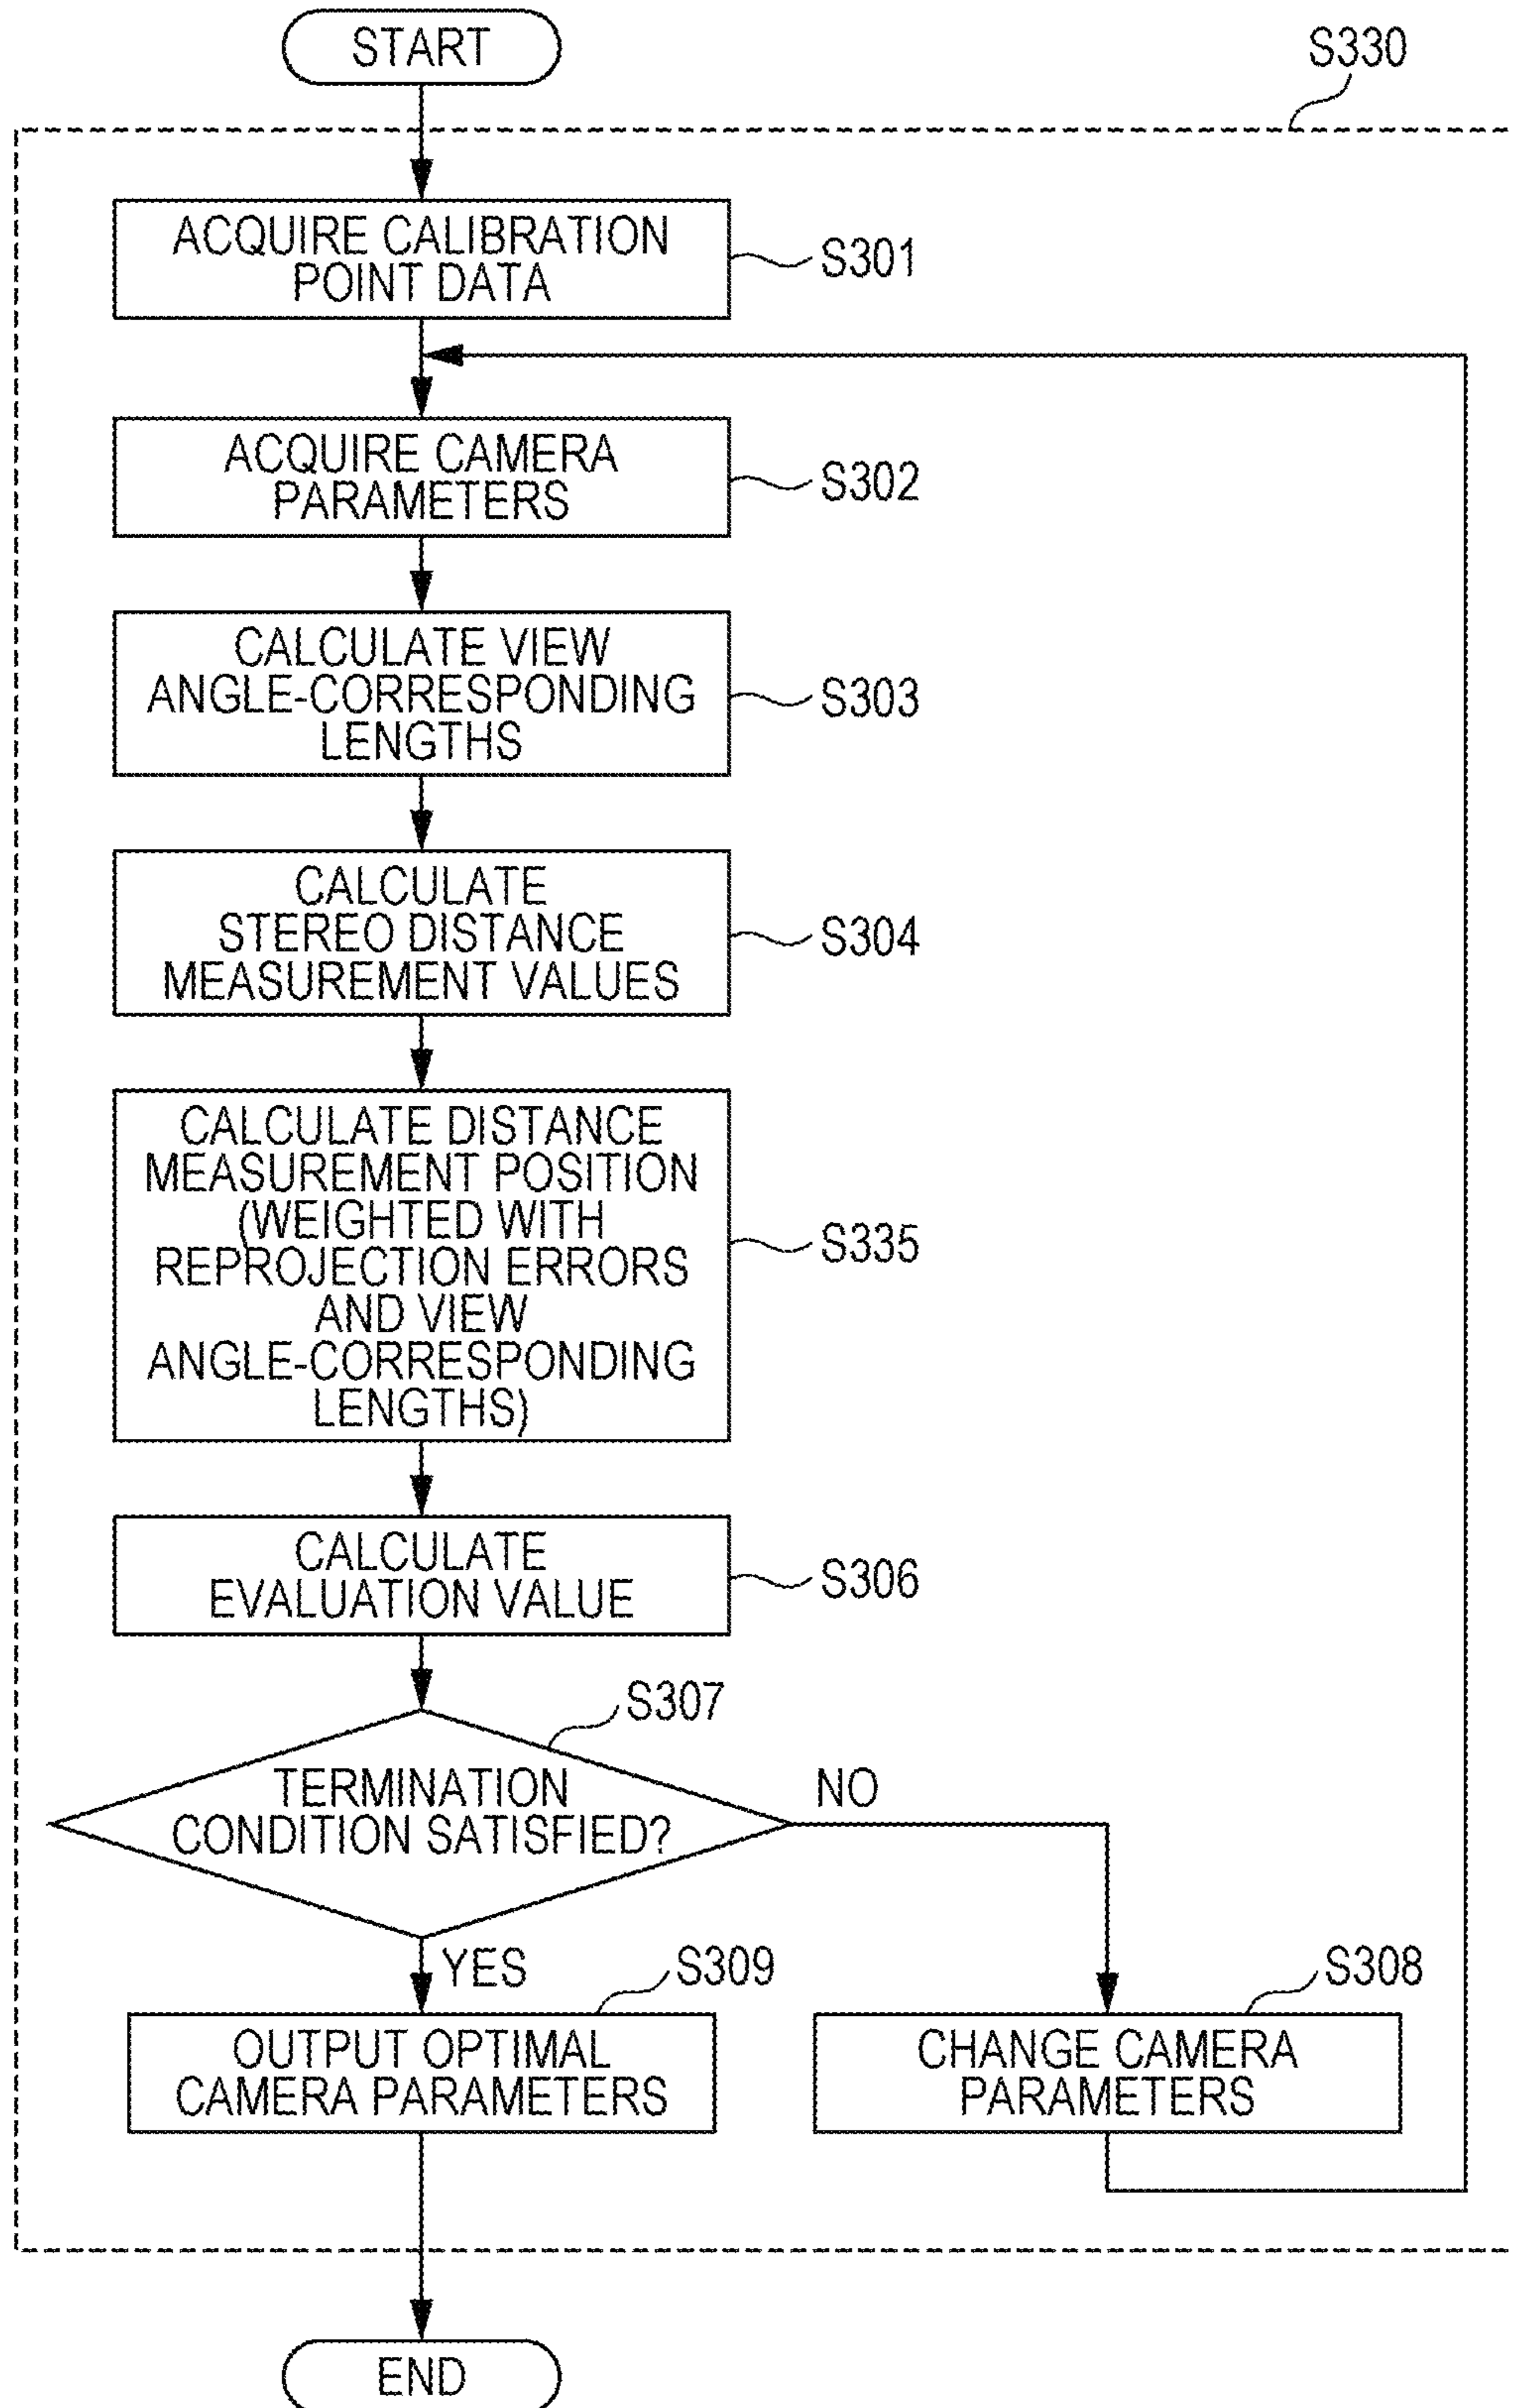 START
S330
ACQUIRE CALIBRATION
POINT DATA
S301
ACQUIRE CAMERA
PARAMETERS
S302
CALCULATE VIEW
ANGLE-CORRESPONDING
LENGTHS
S303
CALCULATE
STEREO DISTANCE
MEASUREMENT VALUES
S304
CALCULATE DISTANCE
MEASUREMENT POSITION
(WEIGHTED WITH
REPROJECTION ERRORS
AND VIEW
ANGLE-CORRESPONDING
LENGTHS)
S335
CALCULATE
EVALUATION VALUE
S306
S307
TERMINATION
CONDITION SATISFIED?
NO
YES
S309
OUTPUT OPTIMAL
CAMERA PARAMETERS
S308
CHANGE CAMERA
PARAMETERS
END